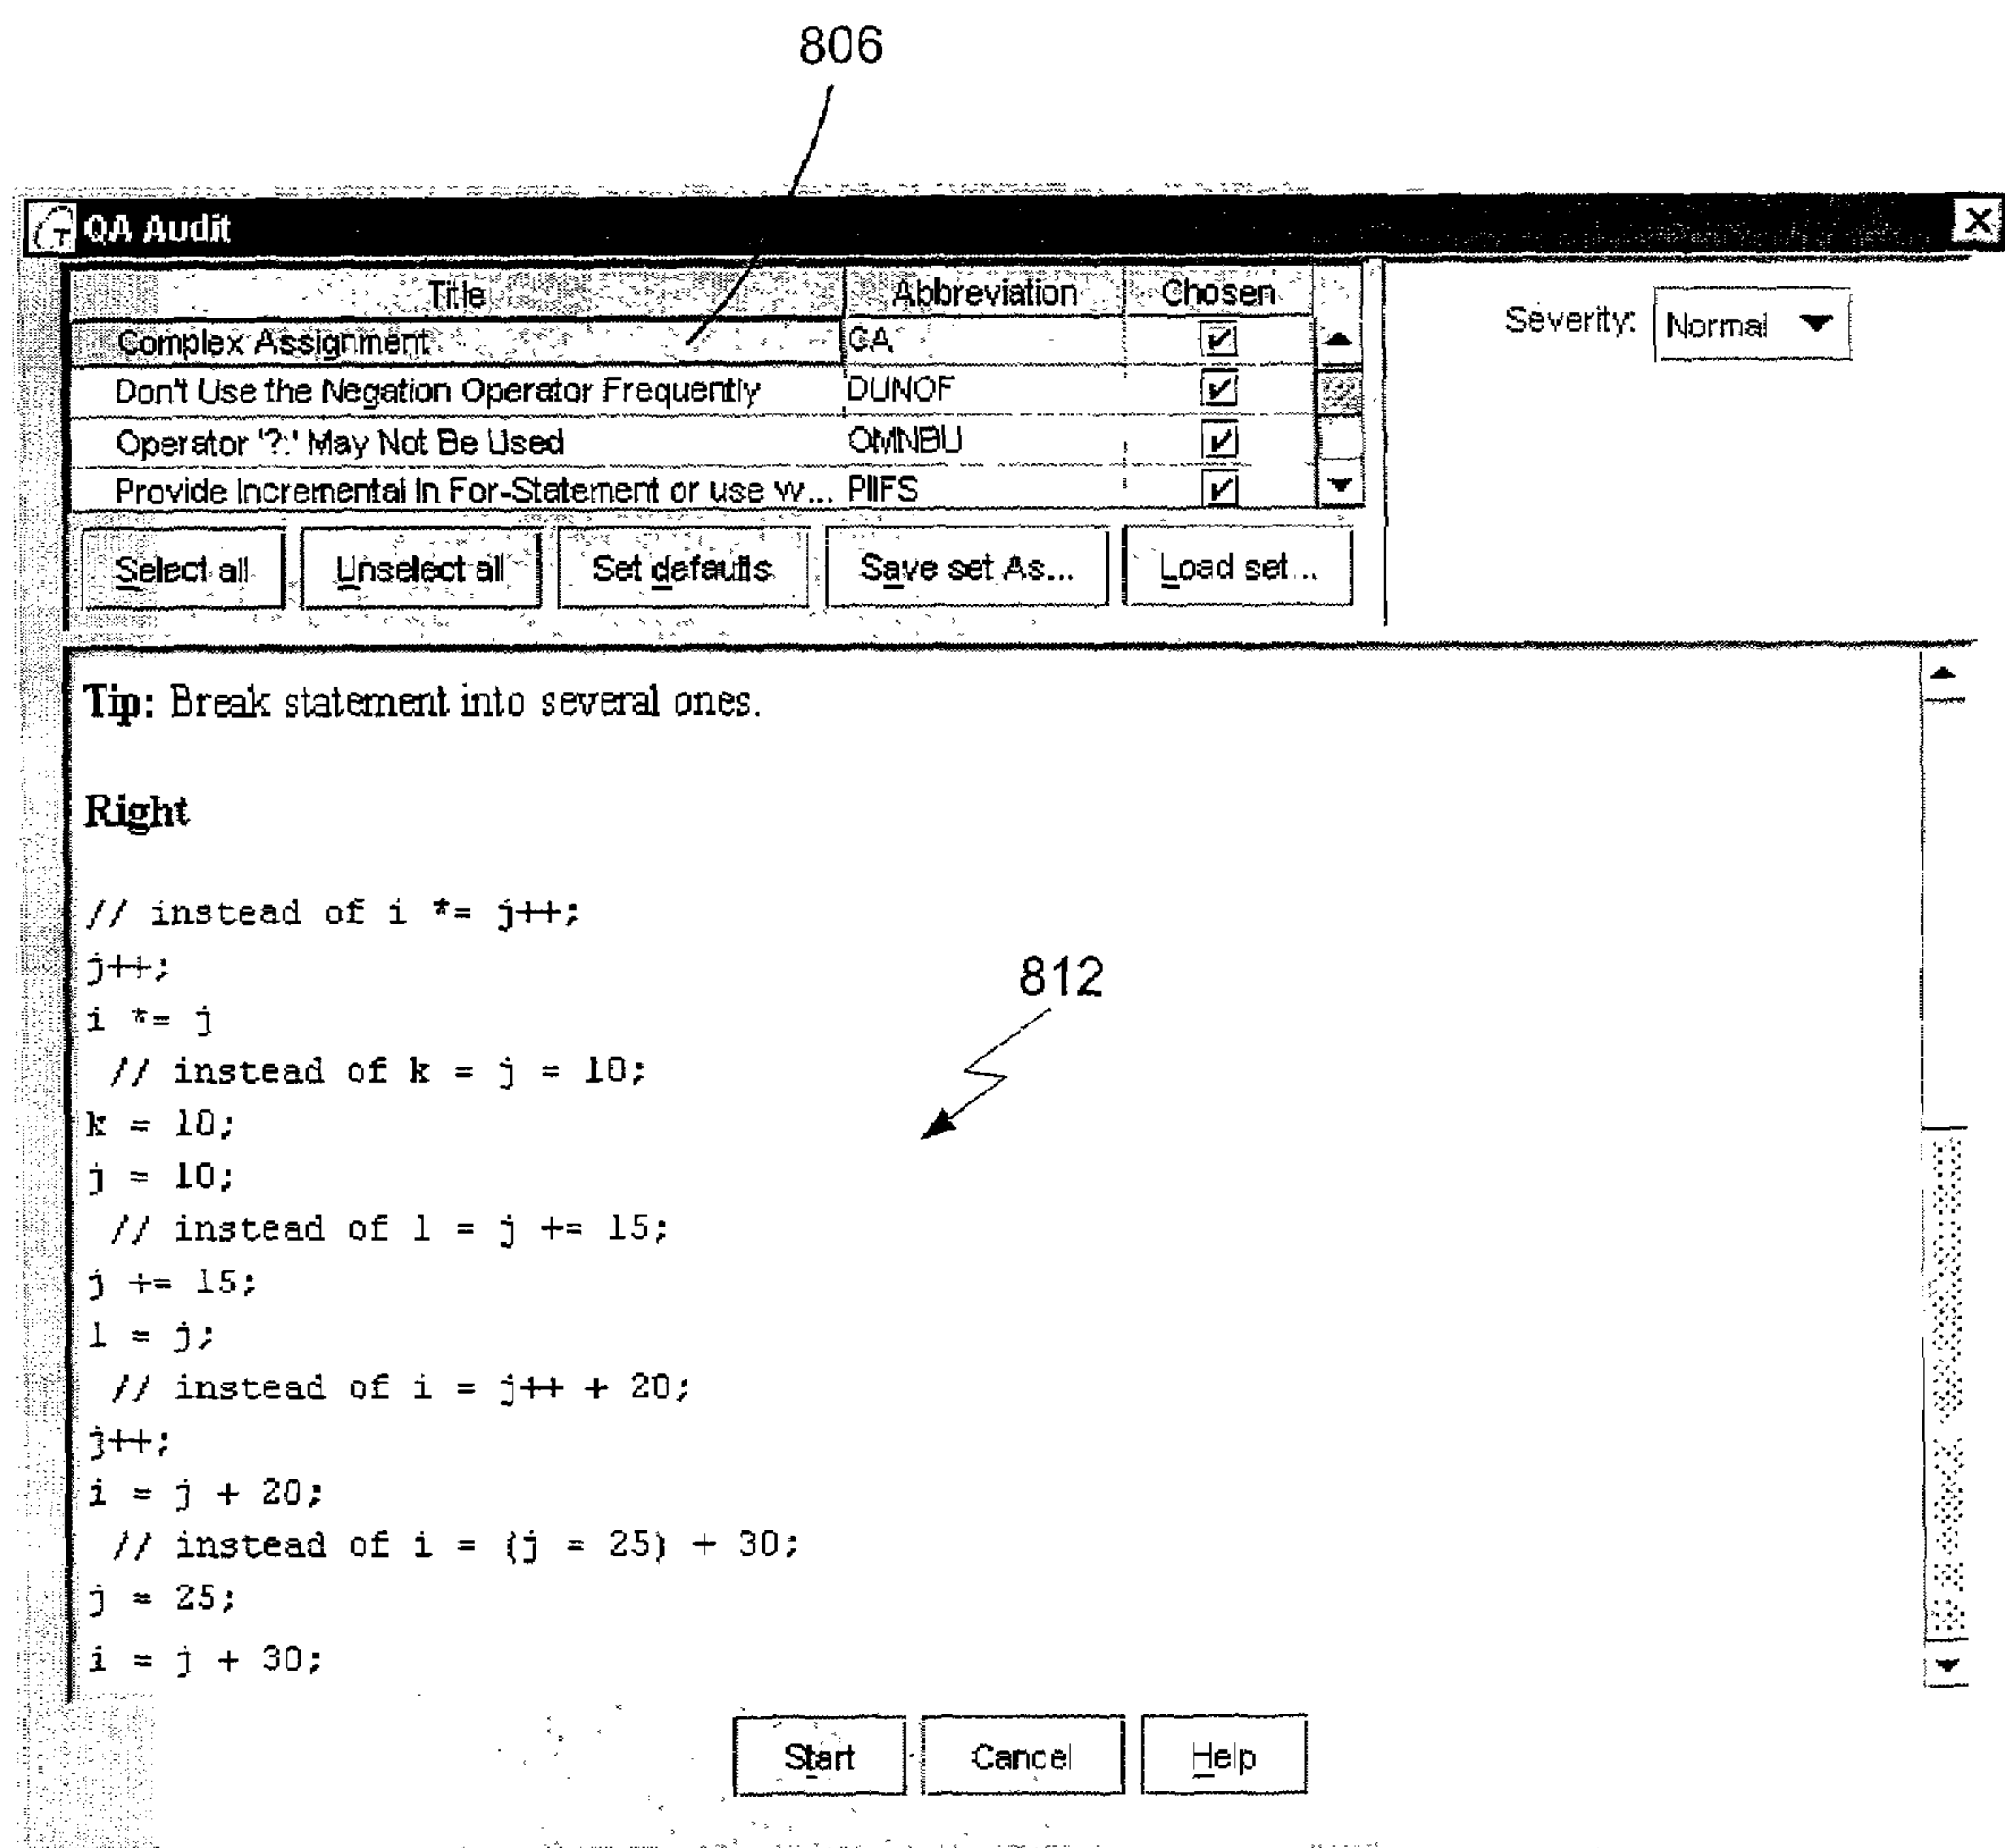 806
QA Audit
Title Abbreviation Chosen
Complex Assignment CA
Don't Use the Negation Operator Frequently DUNOF
Operator '?:' May Not Be Used OMNBU
Provide Incremental In For-Statement or use w... PIIFS
Severity: Normal
Select all Unselect all Set defaults Save set As... Load set...
Tip: Break statement into several ones.
Right
// instead of i *= j++;
j++;
i *= j
// instead of k = j = 10;
k = 10;
j = 10;
// instead of l = j += 15;
j += 15;
l = j;
// instead of i = j++ + 20;
j++;
i = j + 20;
// instead of i = (j = 25) + 30;
j = 25;
i = j + 30;
812
Start Cancel Help